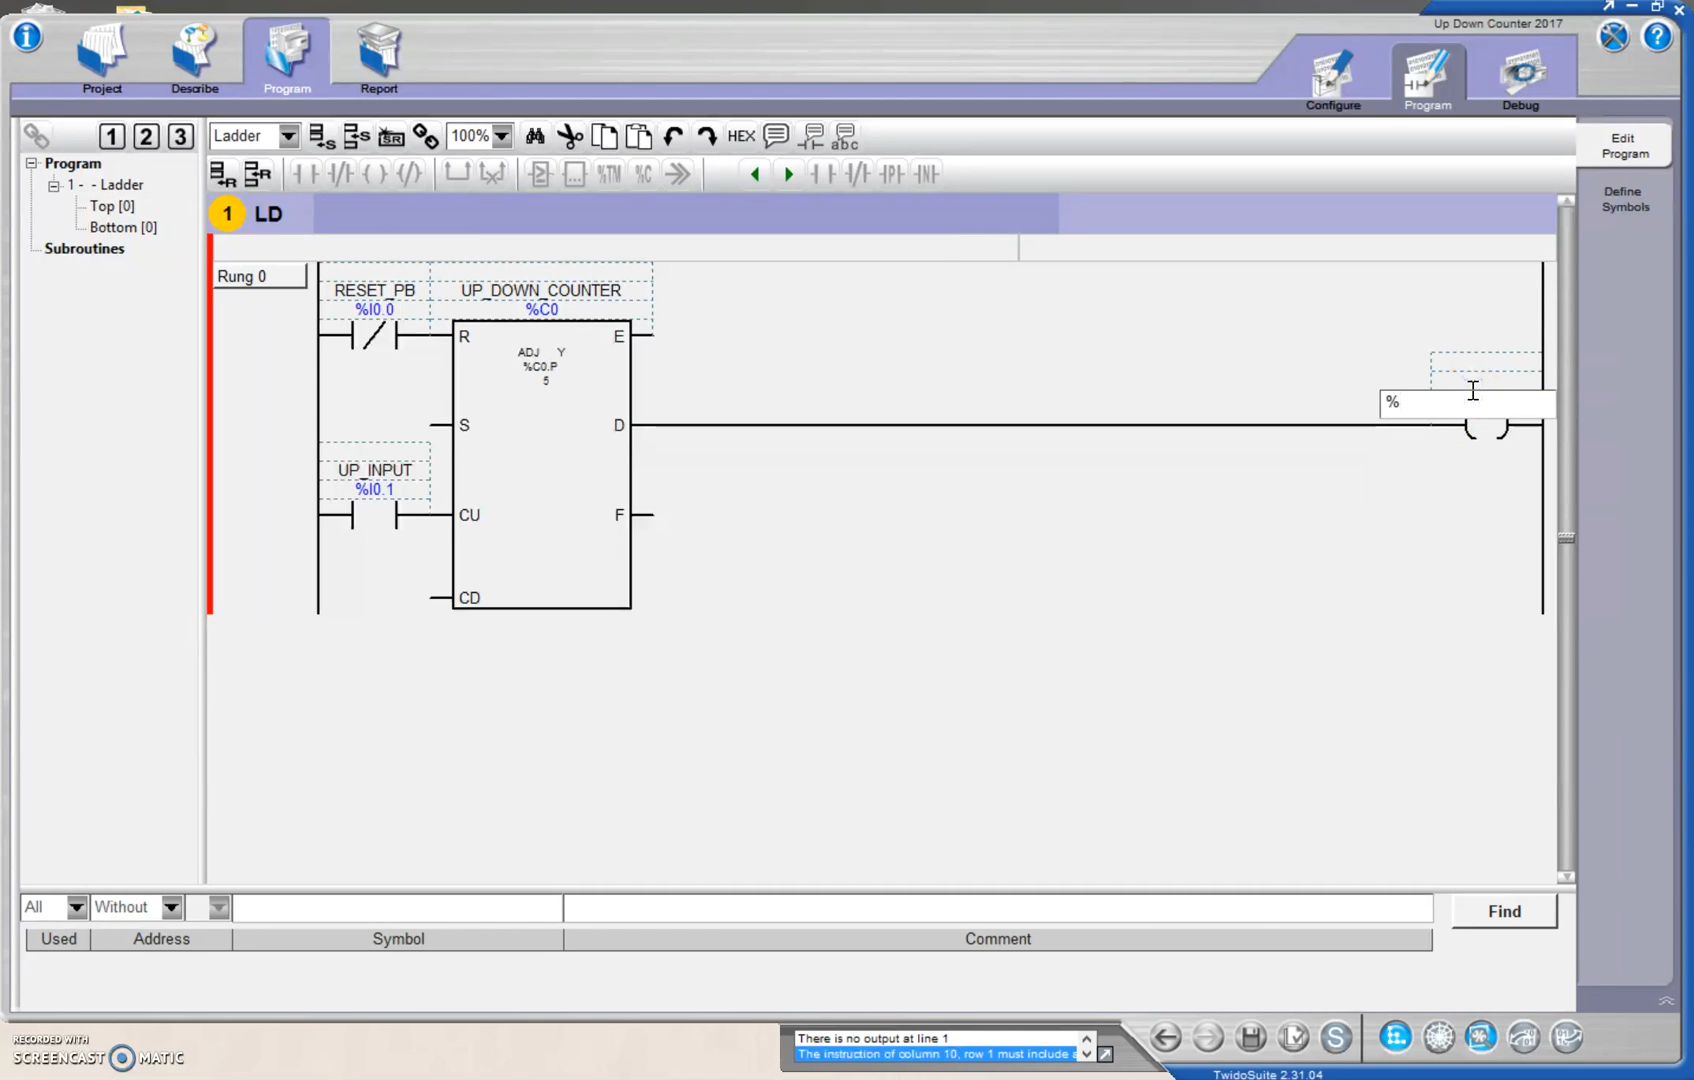 Up Down Counter 2017
Project
Describe
Program
Report
Configure
Program
Debug
1 2 3
Ladder
100%
HEX
abc
%TM
%C
Edit
Program
Define
Symbols
Program
1 - - Ladder
Top [0]
Bottom [0]
Subroutines
1 LD
Rung 0
RESET_PB
%I0.0
UP_DOWN_COUNTER
%C0
R
E
ADJ Y
%C0.P
5
%
S
D
UP_INPUT
%I0.1
CU
F
CD
All
Without
Find
Used
Address
Symbol
Comment
RECORDED WITH
SCREENCAST MATIC
There is no output at line 1
The instruction of column 10, row 1 must include a
TwidoSuite 2.31.04